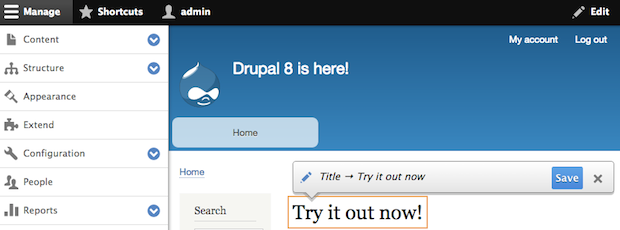 Manage Shortcuts admin Edit
Content
Structure
Appearance
Extend
Configuration
People
Reports
My account Log out
Drupal 8 is here!
Home
Home
Title → Try it out now Save
Search
Try it out now!